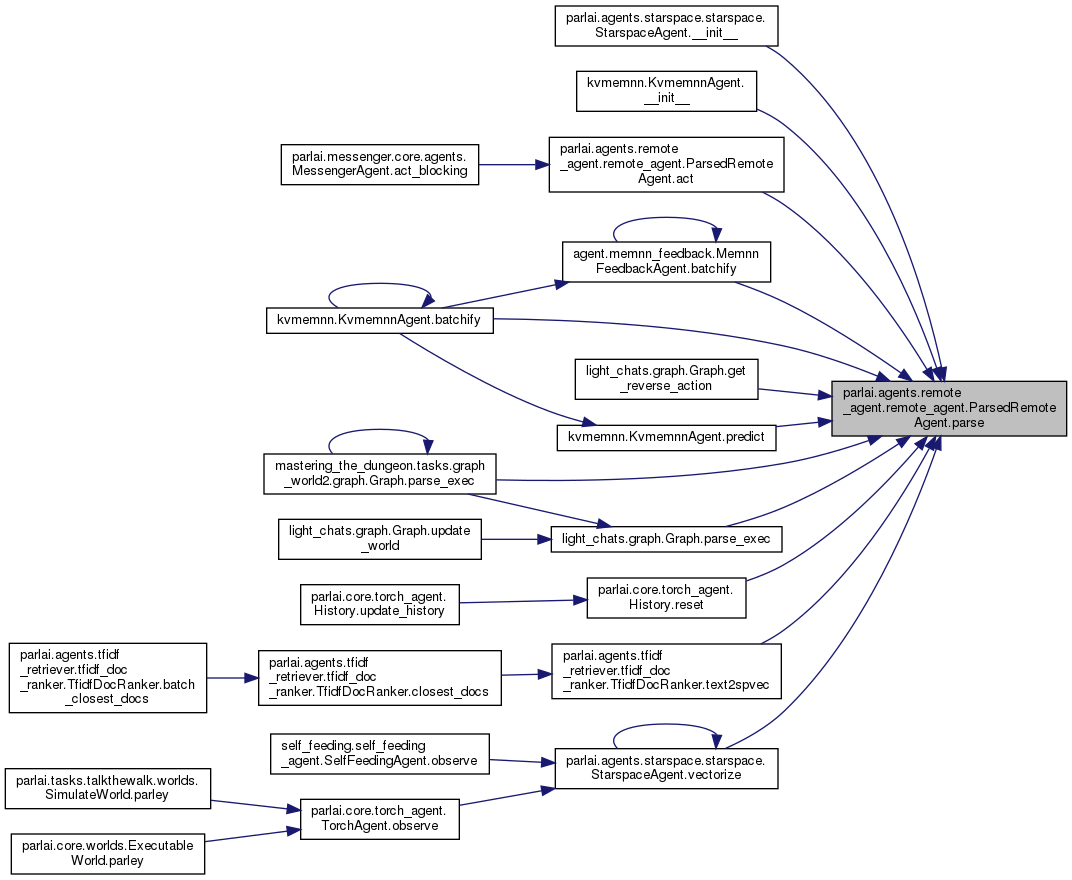 parlai.agents.starspace.starspace.
StarspaceAgent.__init__
kvmemnn.KvmemnnAgent.
__init__
parlai.messenger.core.agents.
MessengerAgent.act_blocking
parlai.agents.remote
_agent.remote_agent.ParsedRemote
Agent.act
agent.memnn_feedback.Memnn
FeedbackAgent.batchify
kvmemnn.KvmemnnAgent.batchify
light_chats.graph.Graph.get
_reverse_action
parlai.agents.remote
_agent.remote_agent.ParsedRemote
Agent.parse
kvmemnn.KvmemnnAgent.predict
mastering_the_dungeon.tasks.graph
_world2.graph.Graph.parse_exec
light_chats.graph.Graph.update
_world
light_chats.graph.Graph.parse_exec
parlai.core.torch_agent.
History.update_history
parlai.core.torch_agent.
History.reset
parlai.agents.tfidf
_retriever.tfidf_doc
_ranker.TfidfDocRanker.batch
_closest_docs
parlai.agents.tfidf
_retriever.tfidf_doc
_ranker.TfidfDocRanker.closest_docs
parlai.agents.tfidf
_retriever.tfidf_doc
_ranker.TfidfDocRanker.text2spvec
self_feeding.self_feeding
_agent.SelfFeedingAgent.observe
parlai.agents.starspace.starspace.
StarspaceAgent.vectorize
parlai.tasks.talkthewalk.worlds.
SimulateWorld.parley
parlai.core.torch_agent.
TorchAgent.observe
parlai.core.worlds.Executable
World.parley